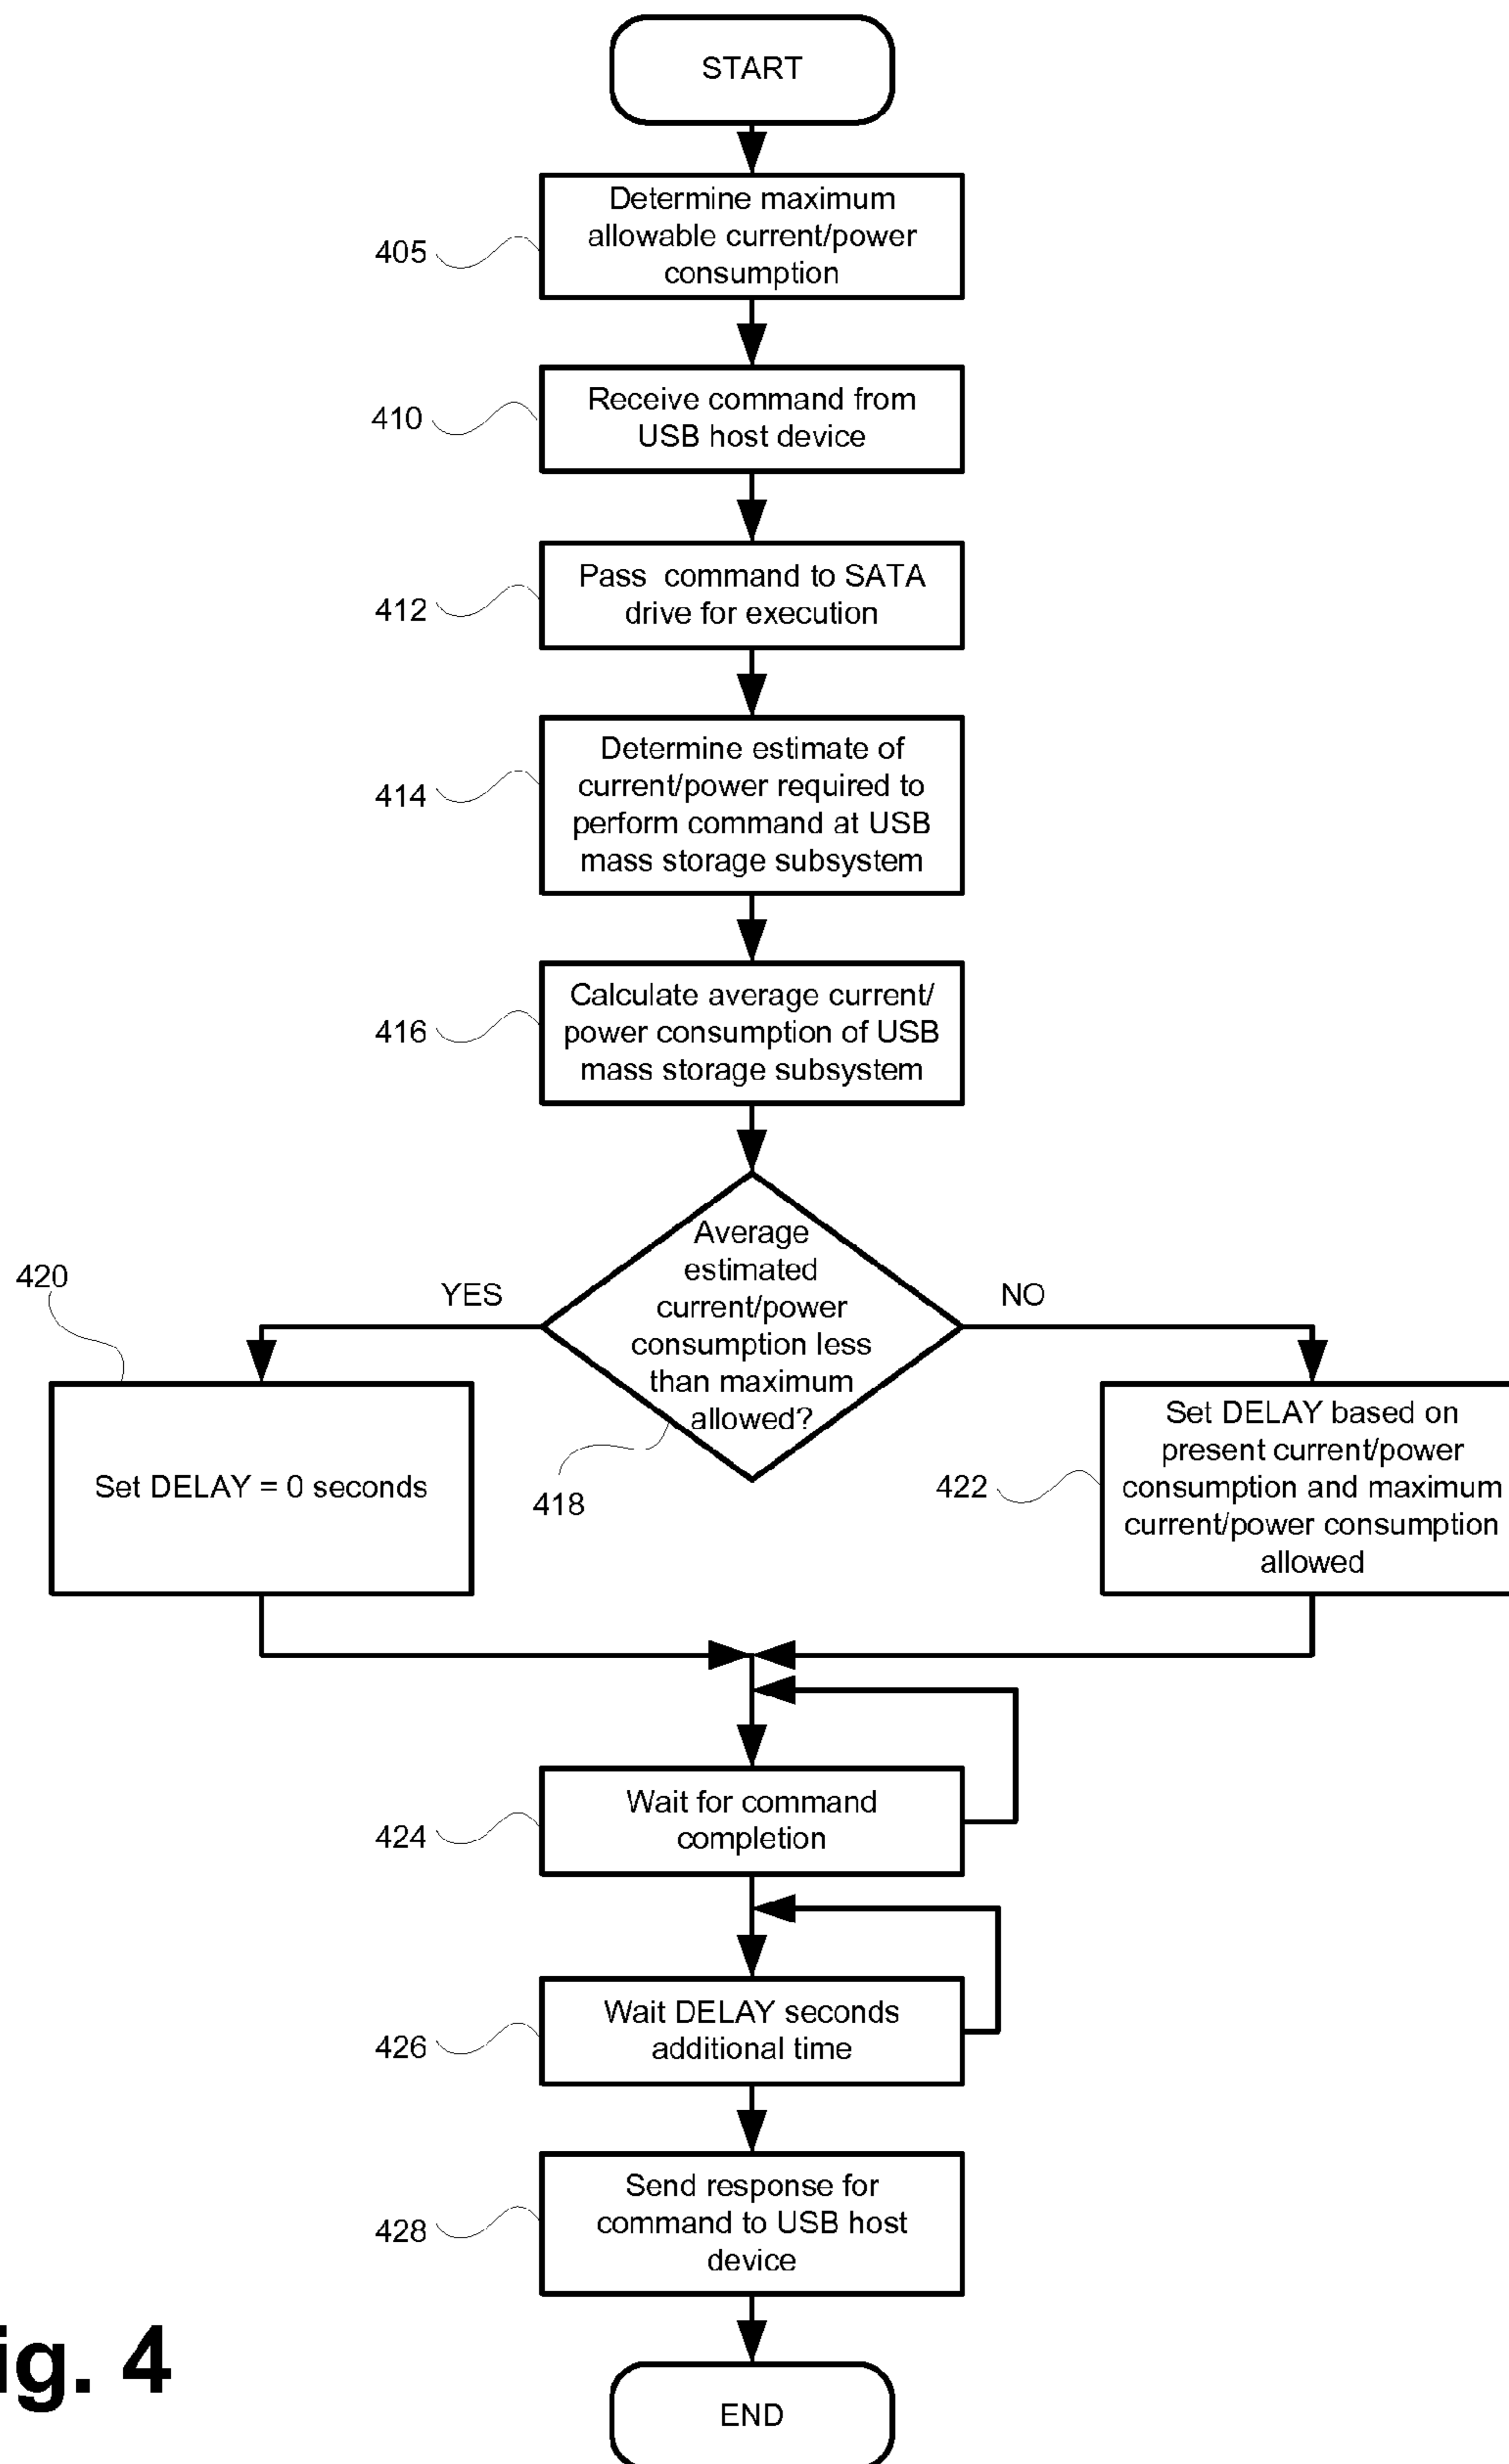 START
Determine maximum
allowable current/power
consumption
405
Receive command from
USB host device
410
Pass command to SATA
drive for execution
412
Determine estimate of
current/power required to
perform command at USB
mass storage subsystem
414
Calculate average current/
power consumption of USB
mass storage subsystem
416
Average
estimated
current/power
consumption less
than maximum
allowed?
418
YES
NO
420
Set DELAY = 0 seconds
Set DELAY based on
present current/power
consumption and maximum
current/power consumption
allowed
422
Wait for command
completion
424
Wait DELAY seconds
additional time
426
Send response for
command to USB host
device
428
ig. 4
END